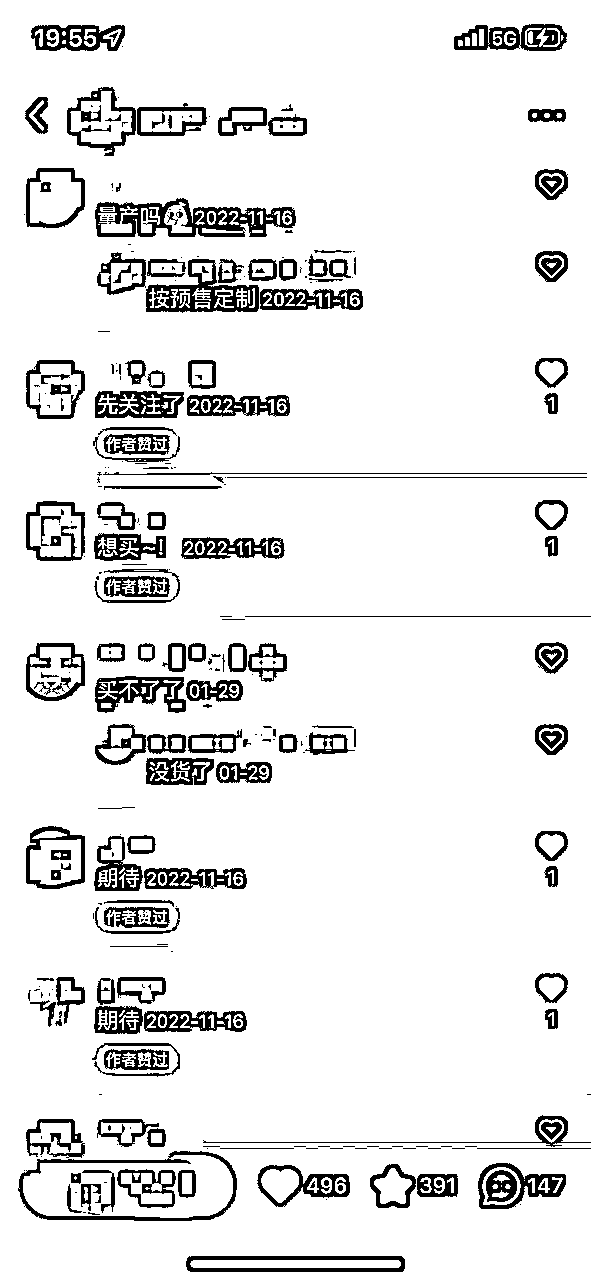 19:55 5G
量产吗 2022-11-16
按预售定制 2022-11-16
先关注了 2022-11-16
1
作者赞过
想买~！ 2022-11-16
1
作者赞过
买不了了 01-29
没货了 01-29
期待 2022-11-16
1
作者赞过
期待 2022-11-16
1
作者赞过
496 391 147